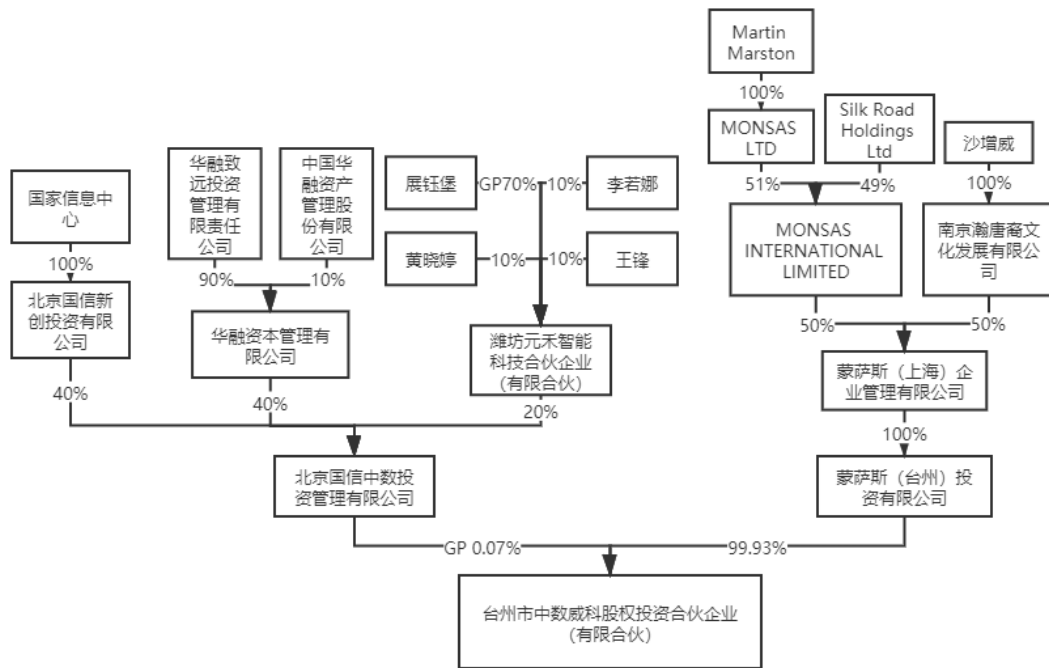 Martin
Marston
100%
MONSAS
LTD
Silk Road
Holdings
Ltd
沙增威
51%
49%
100%
华融致
远投资
管理有
限责任
公司
中国华
融资产
管理股
份有限
公司
展钰堡
GP70%
10%
李若娜
国家信息中
心
黄晓婷
10%
10%
王锋
MONSAS
INTERNATIONAL
LIMITED
南京瀚唐裔文
化发展有限公
司
100%
90%
10%
北京国信新
创投资有限
公司
华融资本管理有
限公司
潍坊元禾智能
科技合伙企业
（有限合伙）
50%
50%
蒙萨斯（上海）企
业管理有限公司
40%
40%
20%
100%
北京国信中数投
资管理有限公司
蒙萨斯（台州）投
资有限公司
GP 0.07%
99.93%
台州市中数威科股权投资合伙企业
（有限合伙）